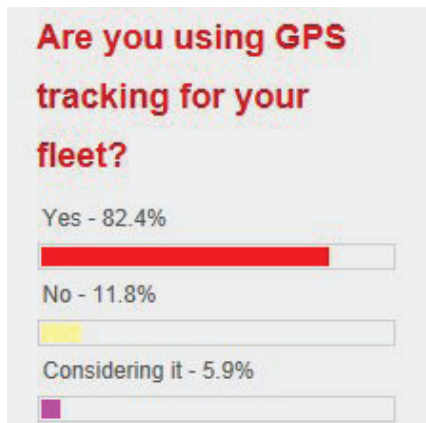 Are you using GPS
tracking for your
fleet?
Yes - 82.4%
No - 11.8%
Considering it - 5.9%